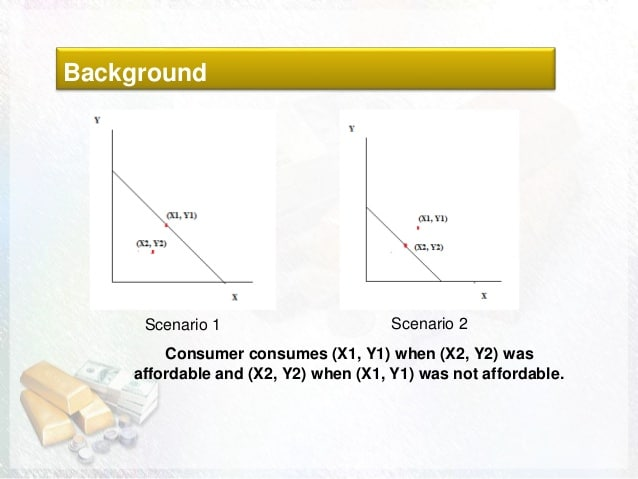 Background
Y
(X1, Y1)
(X2, Y2)
X
Scenario 1
Y
(X1, Y1)
(X2, Y2)
X
Scenario 2
Consumer consumes (X1, Y1) when (X2, Y2) was
affordable and (X2, Y2) when (X1, Y1) was not affordable.